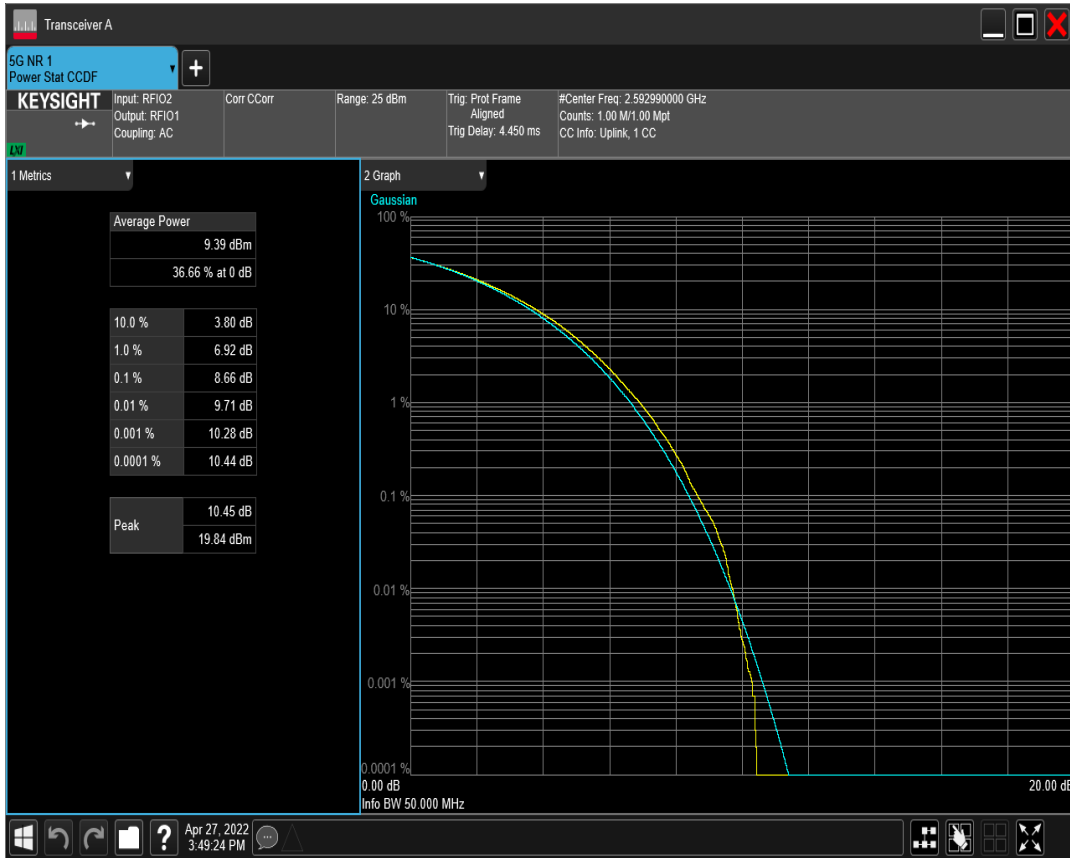 Transceiver A
5G NR 1
Power Stat CCDF
+
KEYSIGHT
LXI
Input: RFIO2
Output: RFIO1
Coupling: AC
Corr CCorr
Range: 25 dBm
Trig: Prot Frame
Aligned
Trig Delay: 4.450 ms
#Center Freq: 2.592990000 GHz
Counts: 1.00 M/1.00 Mpt
CC Info: Uplink, 1 CC
1 Metrics
Average Power
9.39 dBm
36.66 % at 0 dB
10.0 % 3.80 dB
1.0 % 6.92 dB
0.1 % 8.66 dB
0.01 % 9.71 dB
0.001 % 10.28 dB
0.0001 % 10.44 dB
Peak
10.45 dB
19.84 dBm
2 Graph
Gaussian
100 %
10 %
1 %
0.1 %
0.01 %
0.001 %
0.0001 %
0.00 dB 20.00 dB
Info BW 50.000 MHz
?
Apr 27, 2022
3:49:24 PM